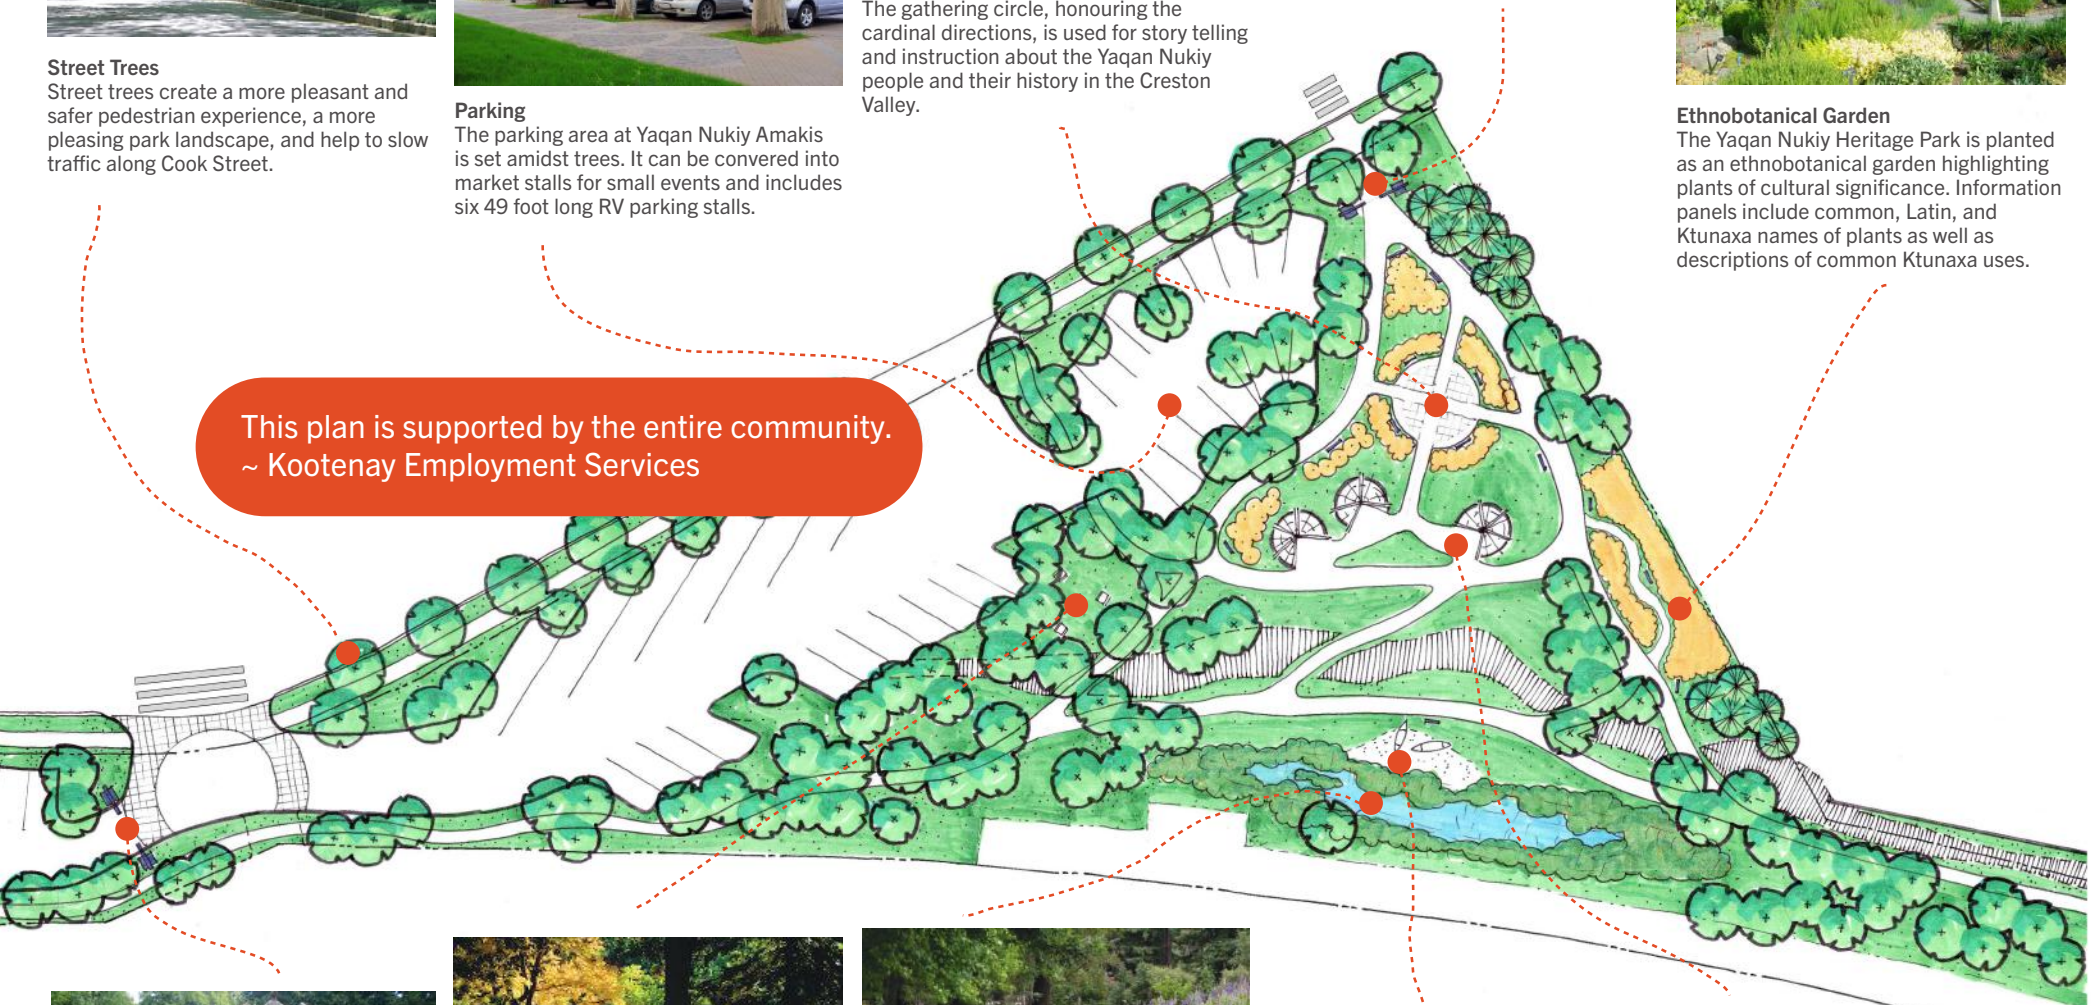 Street Trees
Street trees create a more pleasant and
safer pedestrian experience, a more
pleasing park landscape, and help to slow
traffic along Cook Street.
Parking
The parking area at Yaqan Nukiy Amakis
is set amidst trees. It can be convered into
market stalls for small events and includes
six 49 foot long RV parking stalls.
The gathering circle, honouring the
cardinal directions, is used for story telling
and instruction about the Yaqan Nukiy
people and their history in the Creston
Valley.
Ethnobotanical Garden
The Yaqan Nukiy Heritage Park is planted
as an ethnobotanical garden highlighting
plants of cultural significance. Information
panels include common, Latin, and
Ktunaxa names of plants as well as
descriptions of common Ktunaxa uses.
This plan is supported by the entire community.
~ Kootenay Employment Services